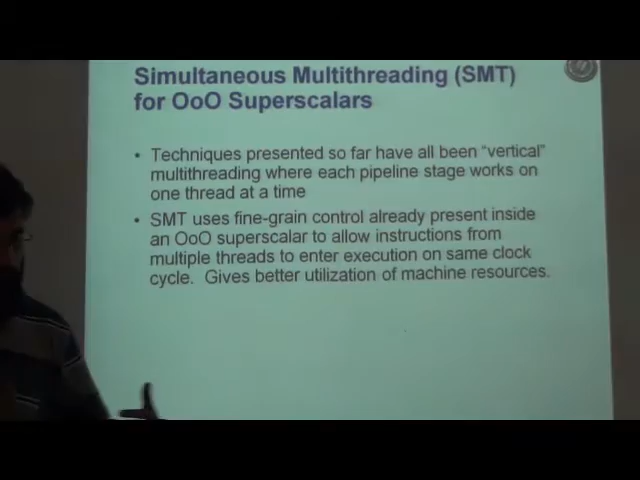 Simultaneous Multithreading (SMT)
for OoO Superscalars
• Techniques presented so far have all been “vertical”
multithreading where each pipeline stage works on
one thread at a time
• SMT uses fine-grain control already present inside
an OoO superscalar to allow instructions from
multiple threads to enter execution on same clock
cycle. Gives better utilization of machine resources.